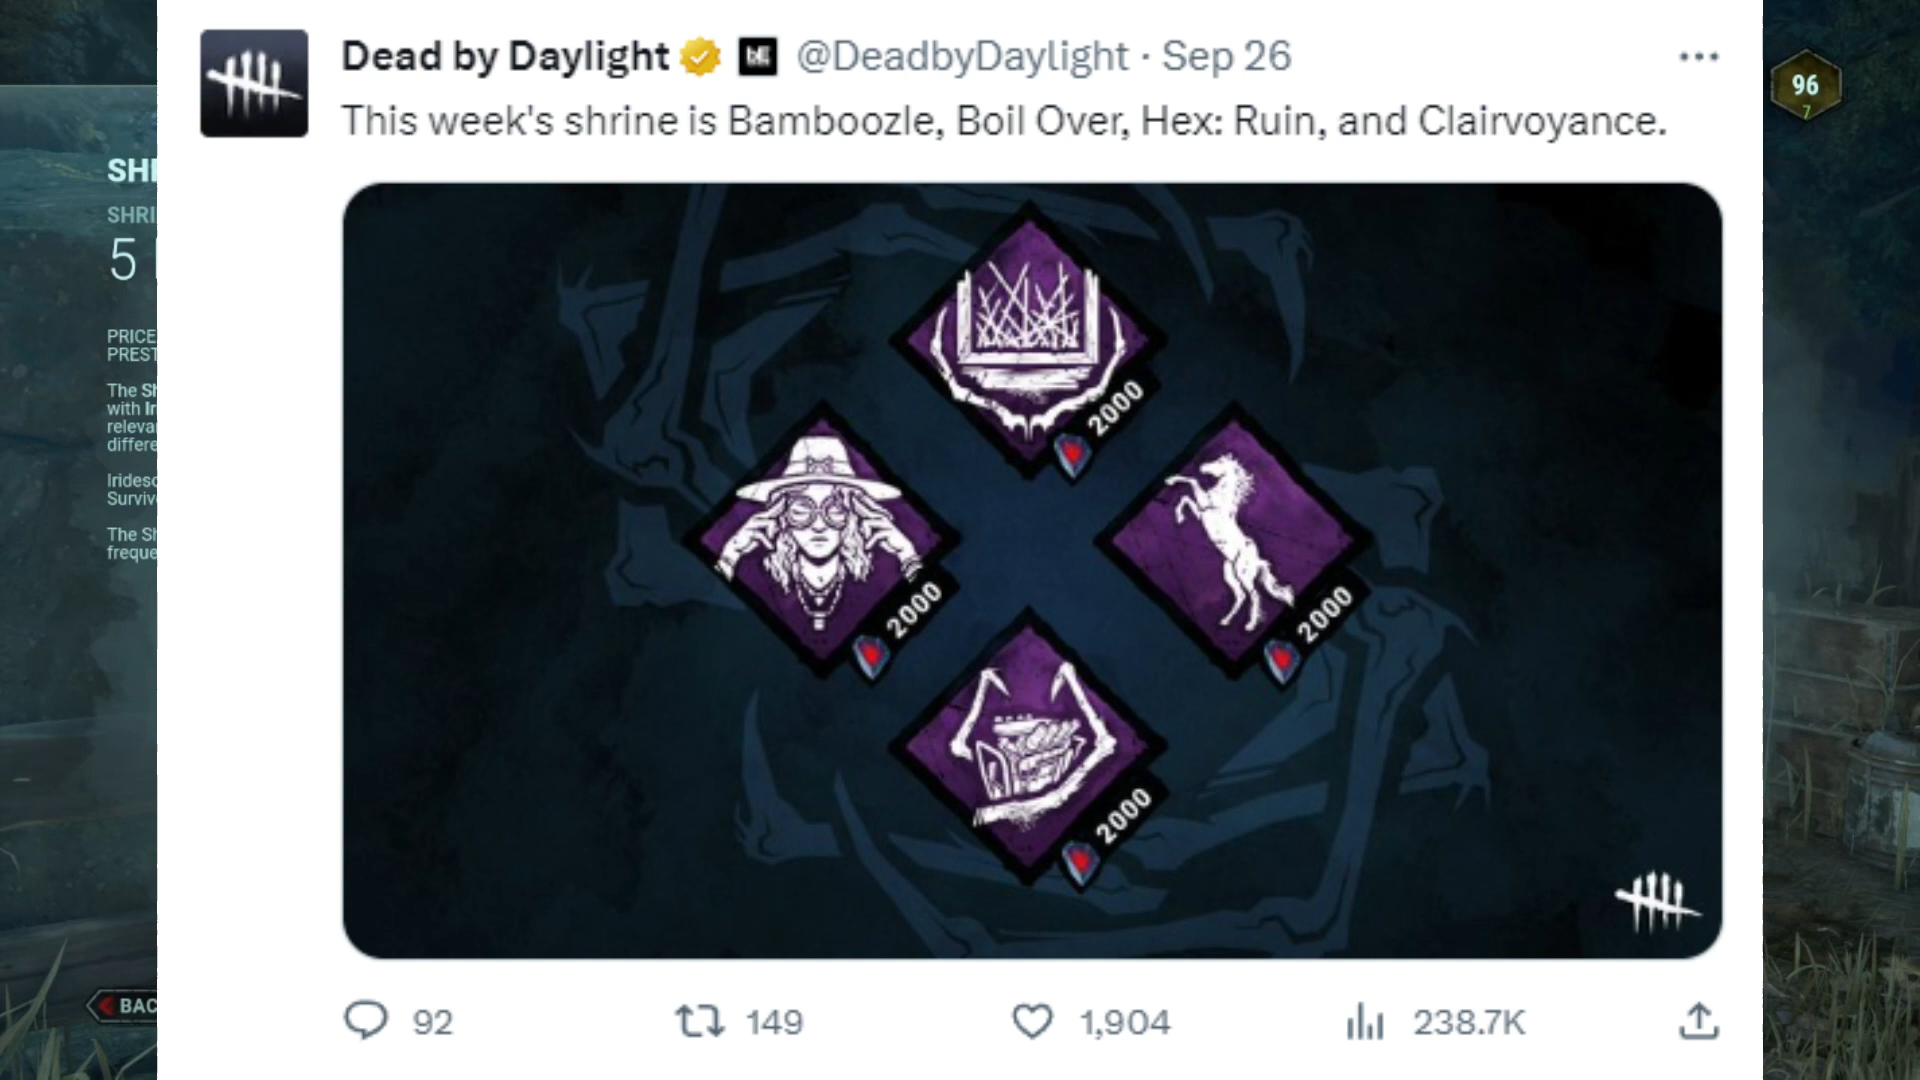 Dead by Daylight @DeadbyDaylight · Sep 26
This week's shrine is Bamboozle, Boil Over, Hex: Ruin, and Clairvoyance.
96
7
SH
SHRI
5
PRICE
PREST
The Sh
with Ir
releva
differe
Iridesc
Surviv
The Sh
freque
2000
2000
2000
2000
BAC
92
149
1,904
238.7K